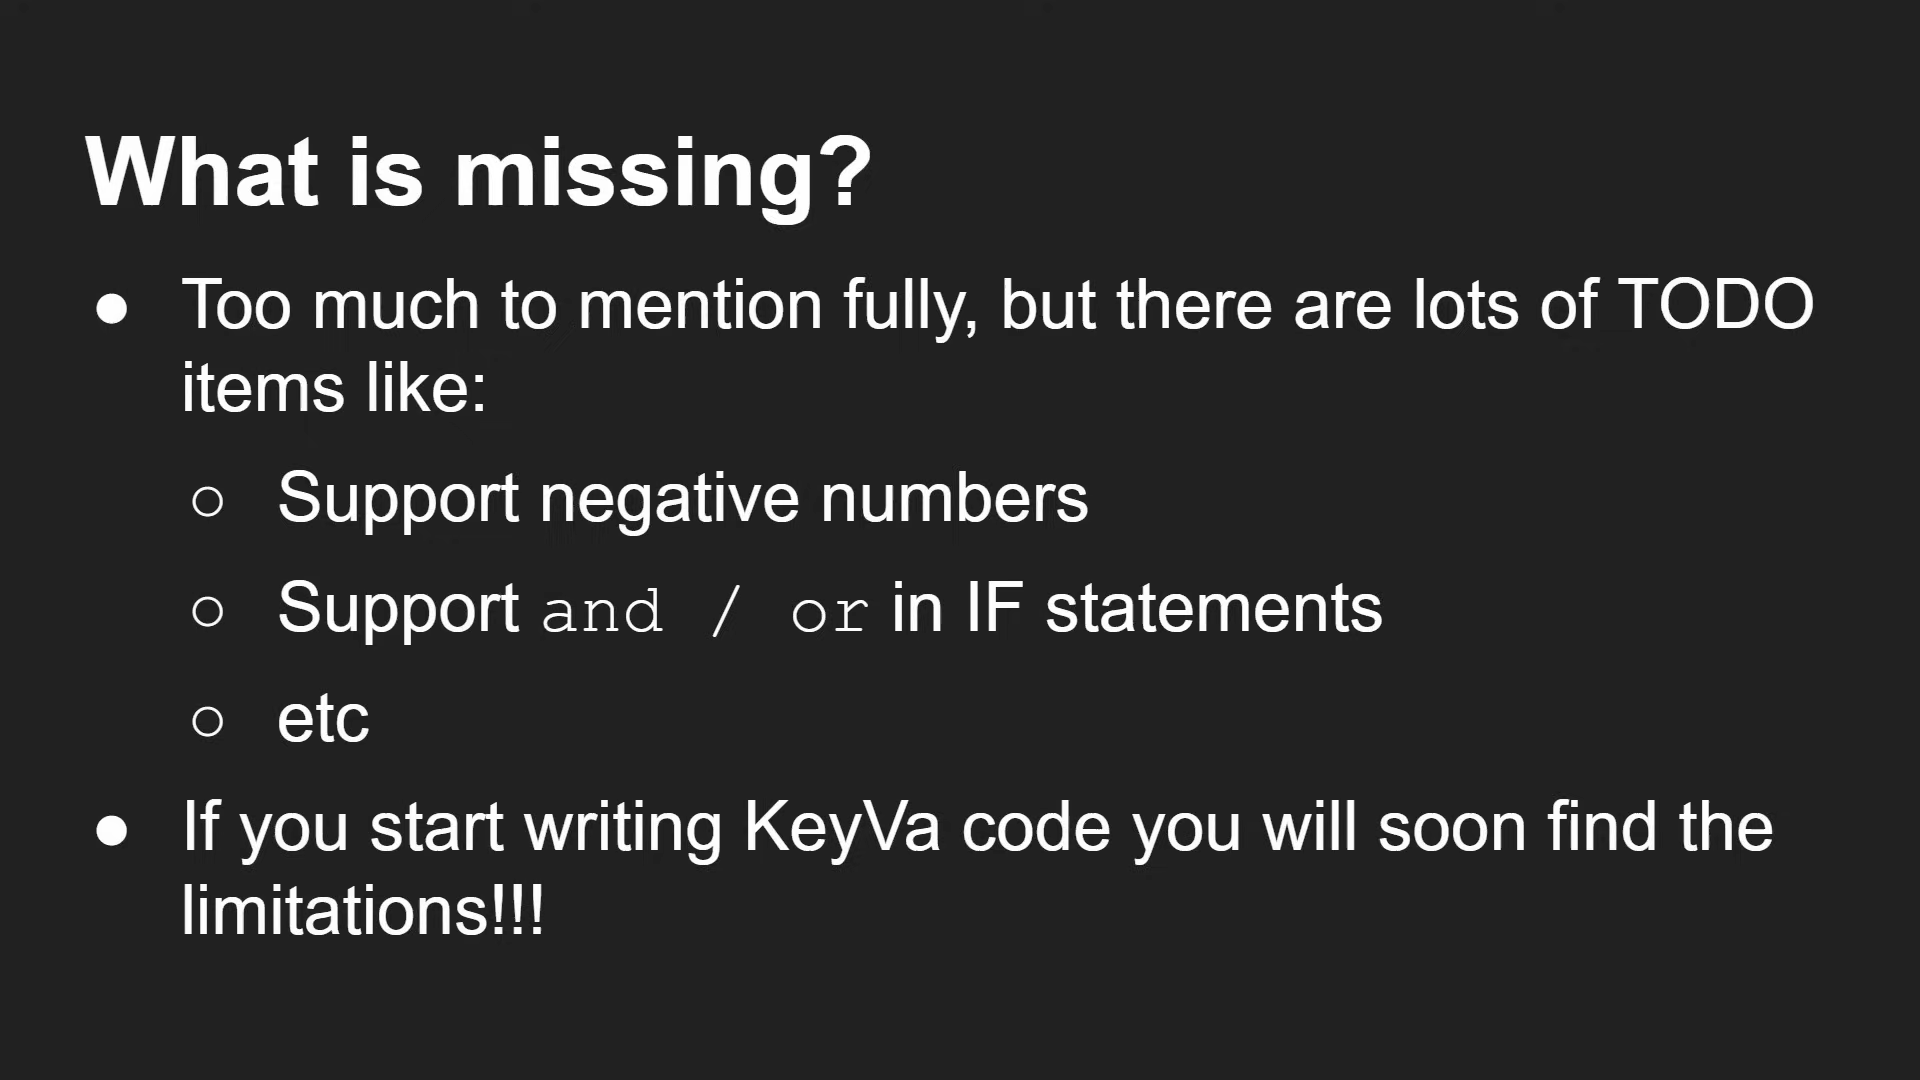 What is missing?
● Too much to mention fully, but there are lots of TODO
items like:
○ Support negative numbers
○ Support and / or in IF statements
○ etc
● If you start writing KeyVa code you will soon find the
limitations!!!